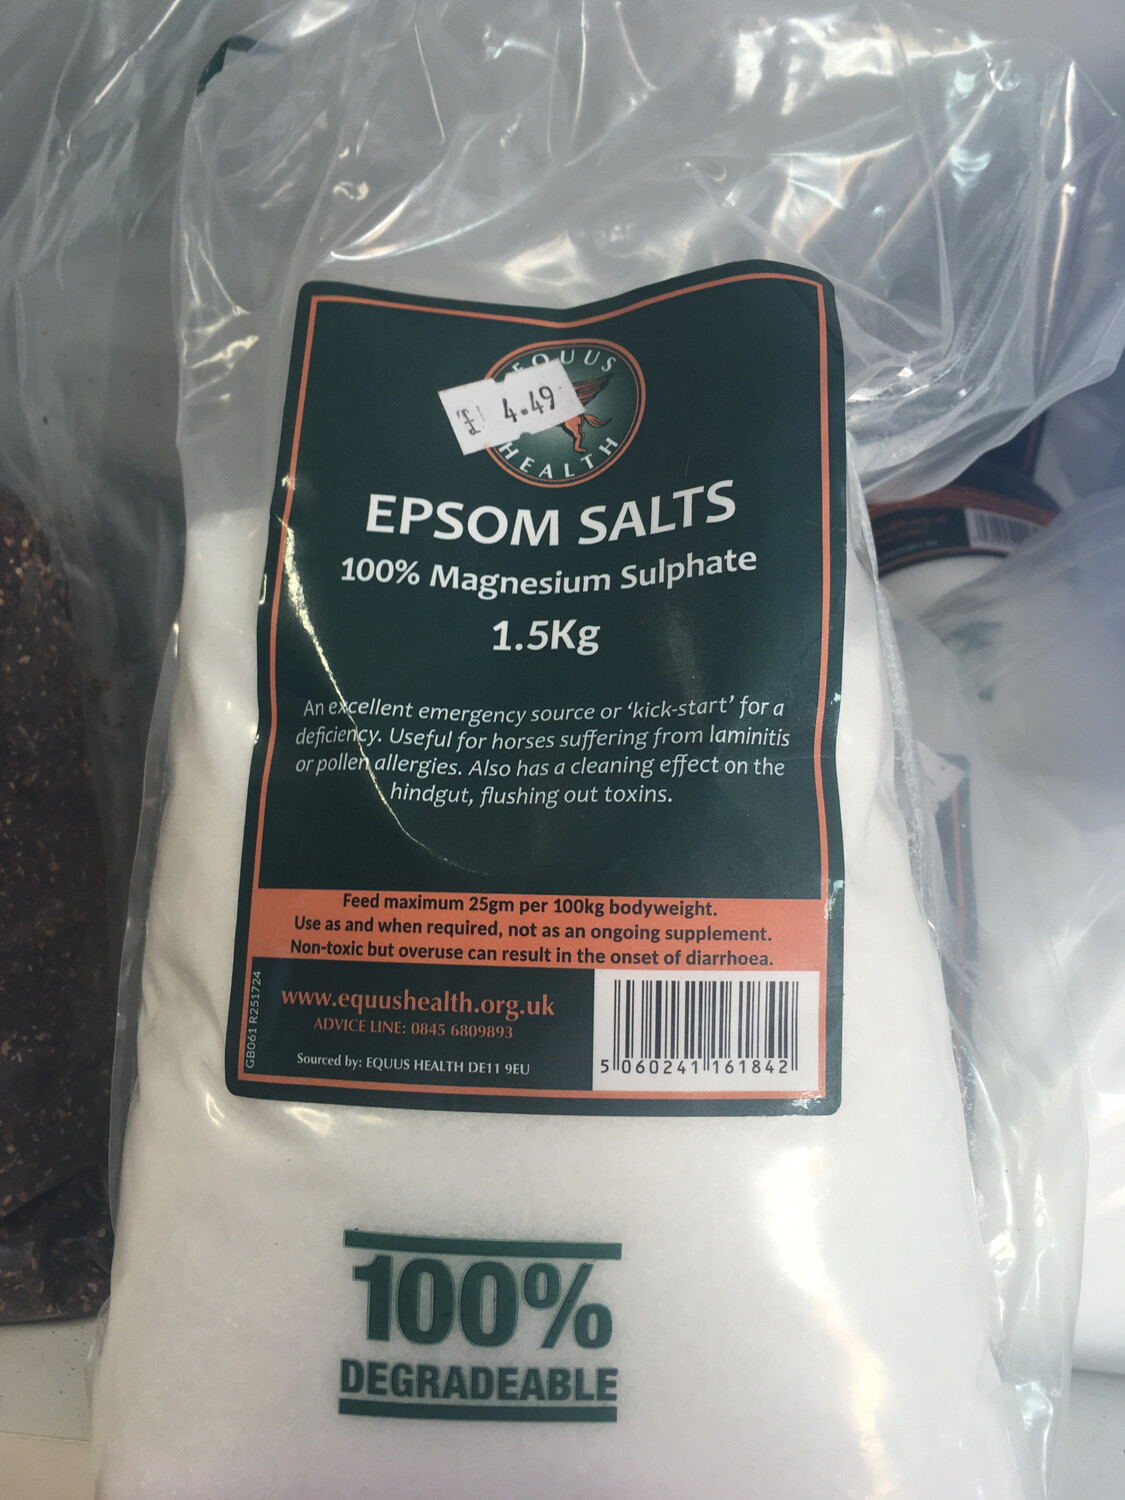 EQUUS
£ 4.49
HEALTH
EPSOM SALTS
100% Magnesium Sulphate
1.5Kg
An excellent emergency source or ‘kick-start’ for a
deficiency. Useful for horses suffering from laminitis
or pollen allergies. Also has a cleaning effect on the
hindgut, flushing out toxins.
Feed maximum 25gm per 100kg bodyweight.
Use as and when required, not as an ongoing supplement.
Non-toxic but overuse can result in the onset of diarrhoea.
GB061 R251724
www.equushealth.org.uk
ADVICE LINE: 0845 6809893
Sourced by: EQUUS HEALTH DE11 9EU
5 060241 161842
100%
DEGRADEABLE